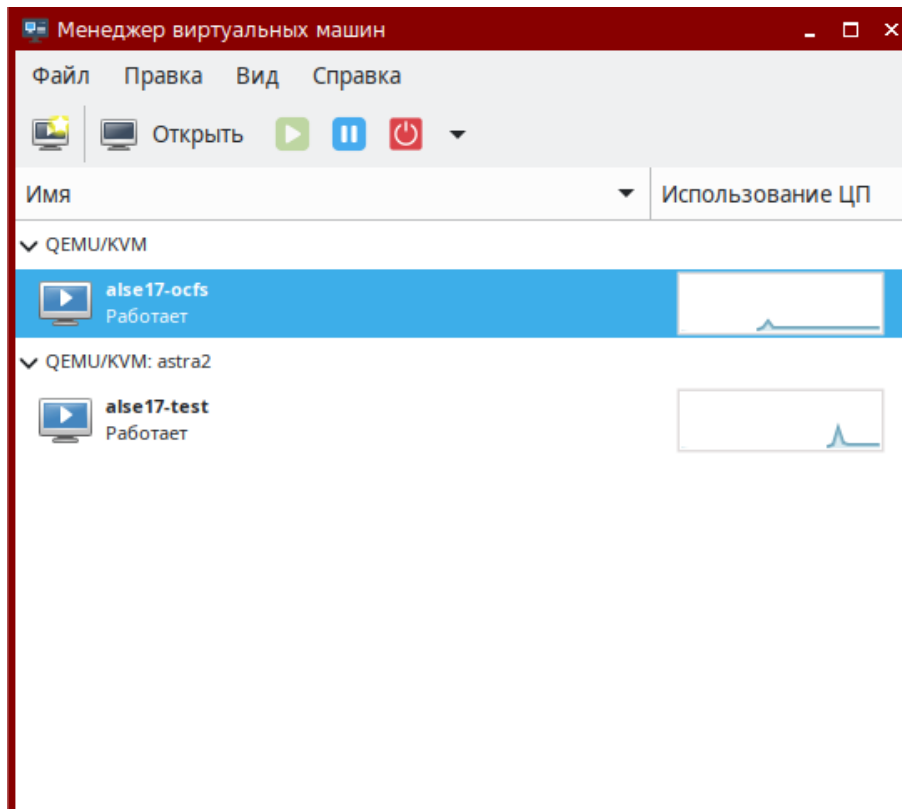 Менеджер виртуальных машин
Файл Правка Вид Справка
Открыть
Имя Использование ЦП
QEMU/KVM
alse17-ocfs
Работает
QEMU/KVM: astra2
alse17-test
Работает